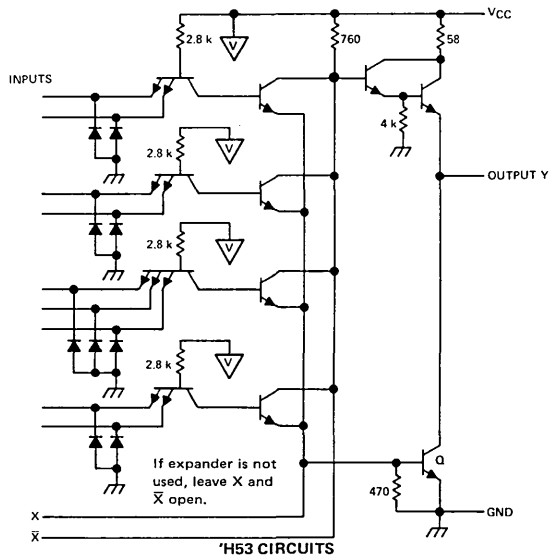 VCC
2.8 k
V
760
58
INPUTS
4 k
2.8 k
V
OUTPUT Y
2.8 k
V
2.8 k
V
If expander is not
used, leave X and
X̅ open.
Q
470
X
GND
X̅
'H53 CIRCUITS